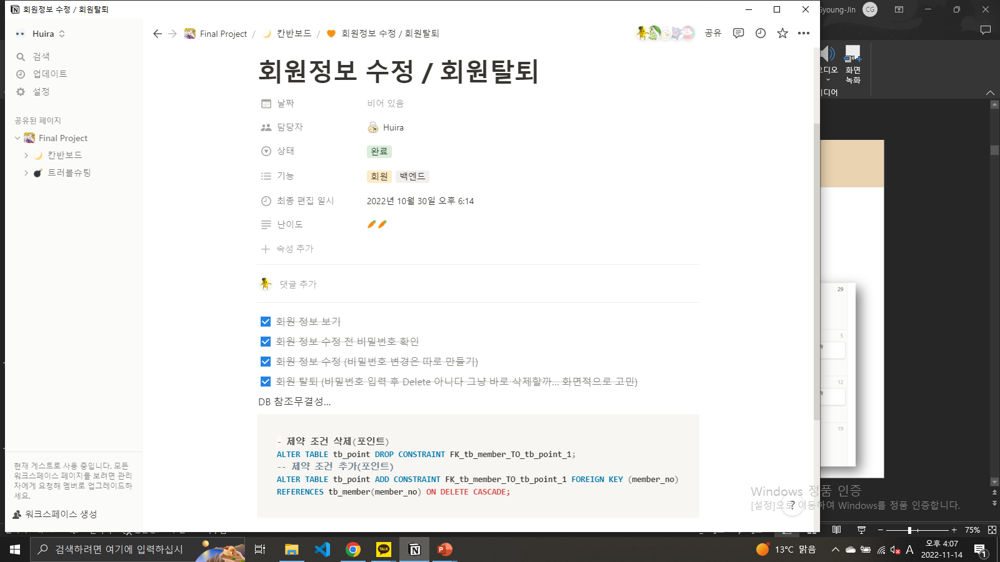 회원정보 수정 / 회원탈퇴
Gyoung-Jin CG
Huira
검색
업데이트
설정
공유된 페이지
Final Project
칸반보드
트러블슈팅
현재 게스트로 사용 중입니다. 모든
워크스페이스 페이지를 보려면 관리
자에게 요청해 멤버로 업그레이드하
세요.
워크스페이스 생성
Final Project / 칸반보드 / 회원정보 수정 / 회원탈퇴
공유
회원정보 수정 / 회원탈퇴
날짜 비어 있음
담당자 Huira
상태 완료
기능 회원 백엔드
최종 편집 일시 2022년 10월 30일 오후 6:14
난이도
속성 추가
댓글 추가
회원 정보 보기
회원 정보 수정 전 비밀번호 확인
회원 정보 수정 (비밀번호 변경은 따로 만들기)
회원 탈퇴 (비밀번호 입력 후 Delete 아니다 그냥 바로 삭제할까... 화면적으로 고민)
DB 참조무결성...
- 제약 조건 삭제(포인트)
ALTER TABLE tb_point DROP CONSTRAINT FK_tb_member_TO_tb_point_1;
-- 제약 조건 추가(포인트)
ALTER TABLE tb_point ADD CONSTRAINT FK_tb_member_TO_tb_point_1 FOREIGN KEY (member_no)
REFERENCES tb_member(member_no) ON DELETE CASCADE;
?
오디오
화면
녹화
디어
29
5
12
19
Windows 정품 인증
[설정]으로 이동하여 Windows를 정품 인증합니다.
75%
검색하려면 여기에 입력하십시
TALK
13°C 맑음
A
오후 4:07
2022-11-14
1